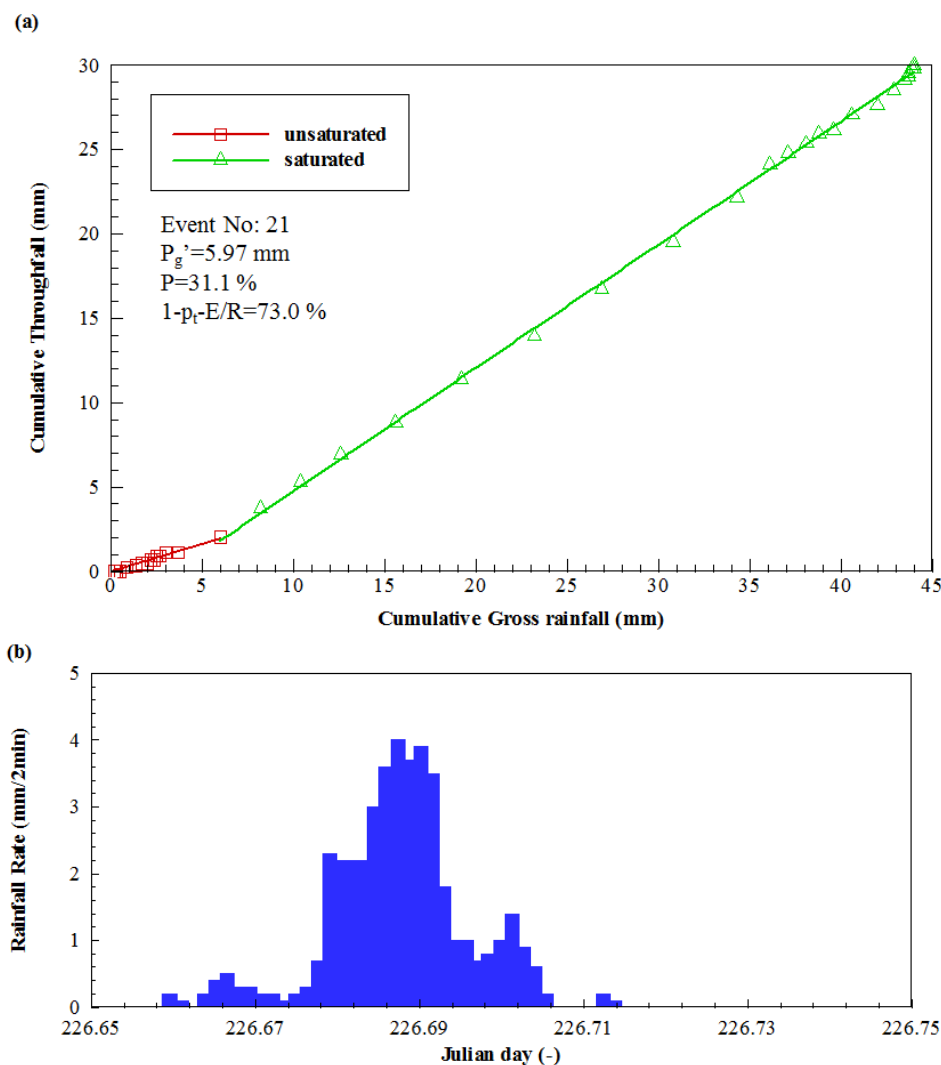 (a)
30
25
20
15
10
5
0
Cumulative Throughfall (mm)
unsaturated
saturated
Event No: 21
Pg’=5.97 mm
P=31.1 %
1-pt-E/R=73.0 %
0 5 10 15 20 25 30 35 40 45
Cumulative Gross rainfall (mm)
(b)
5
4
3
2
1
0
Rainfall Rate (mm/2min)
226.65 226.67 226.69 226.71 226.73 226.75
Julian day (-)